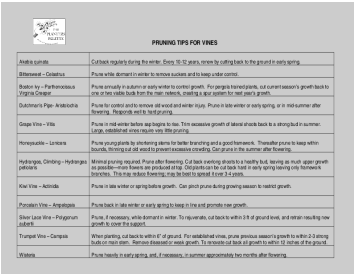 THE
PLANTERS
PALETTE
PRUNING TIPS FOR VINES
Akebia quinata
Cut back regularly during the winter. Every 10-12 years, renew by cutting back to the ground in early spring.
Bittersweet – Celastrus
Prune while dormant in winter to remove suckers and to keep under control.
Boston Ivy – Parthenocissus
Virginia Creeper
Prune annually in autumn or early winter to control growth. For pergola trained plants, cut current season's growth back to
one or two viable buds from the main network, creating a spur system for next year's growth.
Dutchman's Pipe- Aristolochia
Prune for control and to remove old wood and winter injury. Prune in late winter or early spring, or in mid-summer after
flowering. Responds well to hard pruning.
Grape Vines – Vitis
Prune in mid-winter before sap begins to rise. Trim excessive growth of lateral shoots back to a strong bud in summer.
Large, established vines require very little pruning.
Honeysuckle – Lonicera
Prune young plants by shortening stems for better branching and a good framework. Thereafter prune to keep within
bounds, thinning out old wood to prevent excessive crowding. Can prune in the summer after flowering.
Hydrangea, Climbing - Hydrangea
petiolaris
Minimal pruning required. Prune after flowering. Cut back overlong shoots to a healthy bud, leaving as much upper growth
as possible—more flowers are produced at top. Old plants can be cut back hard in early spring leaving only framework
branches. This may reduce flowering; may be best to spread it over 3-4 years.
Kiwi Vine – Actinidia
Prune in late winter or spring before growth. Can pinch prune during growing season to restrict growth.
Porcelain Vine – Ampelopsis
Prune back in late winter or early spring to keep in line and promote new growth.
Silver Lace Vine – Polygonum
aubertii
Prune, if necessary, while dormant in winter. To rejuvenate, cut back to within 3 ft of ground level, and retrain resulting new
growth to cover the support.
Trumpet Vine – Campsis
When planting, cut back to within 6" of ground. For established vines, prune previous season's growth to within 2-3 strong
buds on main stem. Remove diseased or weak growth. To renovate cut back all growth to within 12 inches of the ground.
Wisteria
Prune heavily in early spring, and, if necessary, in summer approximately two months after flowering.